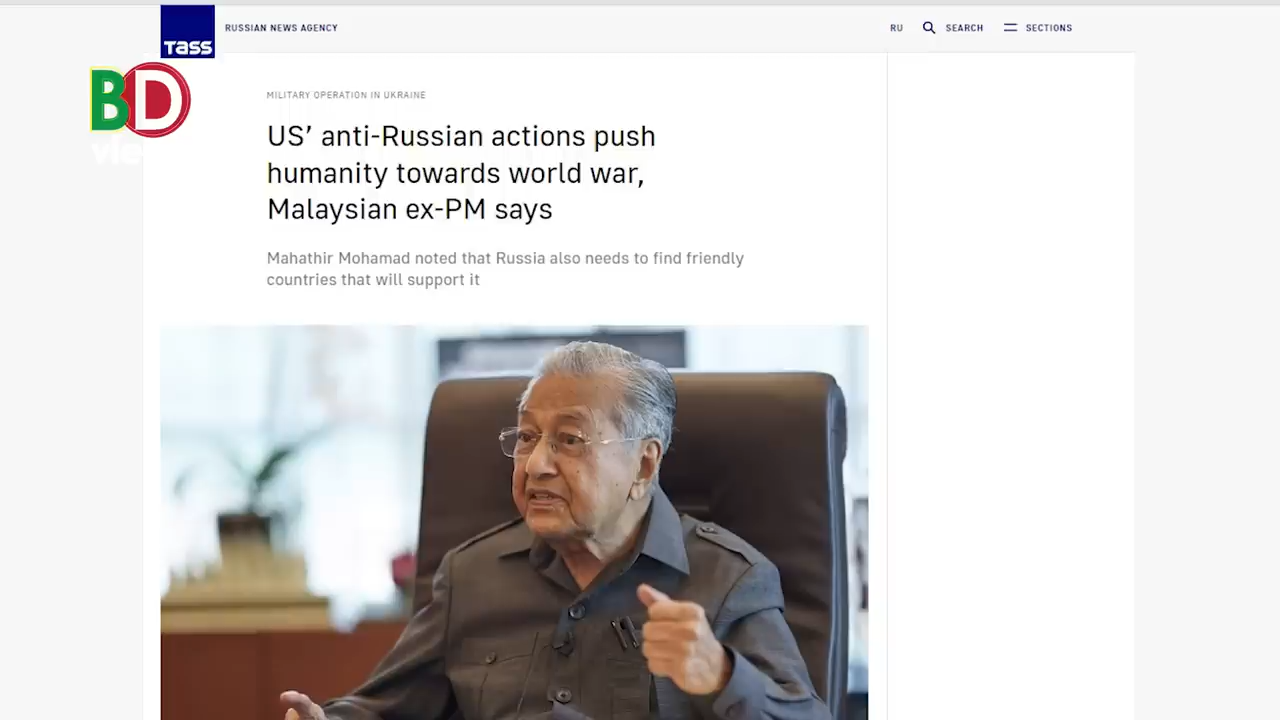 TASS
RUSSIAN NEWS AGENCY
RU
SEARCH
SECTIONS
BD
MILITARY OPERATION IN UKRAINE
US’ anti-Russian actions push
humanity towards world war,
Malaysian ex-PM says
Mahathir Mohamad noted that Russia also needs to find friendly
countries that will support it